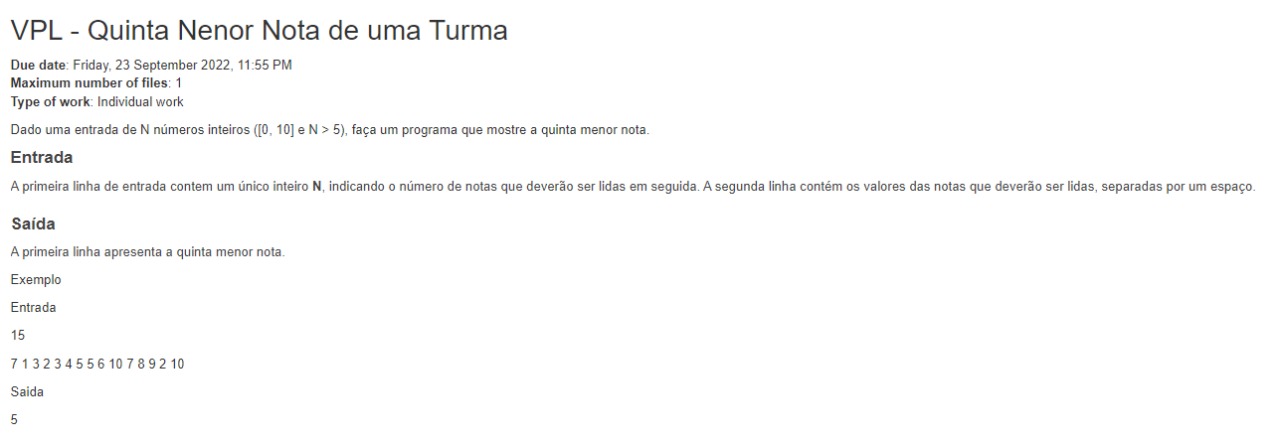 VPL - Quinta Nenor Nota de uma Turma
Due date: Friday, 23 September 2022, 11:55 PM
Maximum number of files: 1
Type of work: Individual work
Dado uma entrada de N números inteiros ([0, 10] e N > 5), faça um programa que mostre a quinta menor nota.
Entrada
A primeira linha de entrada contem um único inteiro N, indicando o número de notas que deverão ser lidas em seguida. A segunda linha contém os valores das notas que deverão ser lidas, separadas por um espaço.
Saída
A primeira linha apresenta a quinta menor nota.
Exemplo
Entrada
15
7 1 3 2 3 4 5 5 6 10 7 8 9 2 10
Saida
5